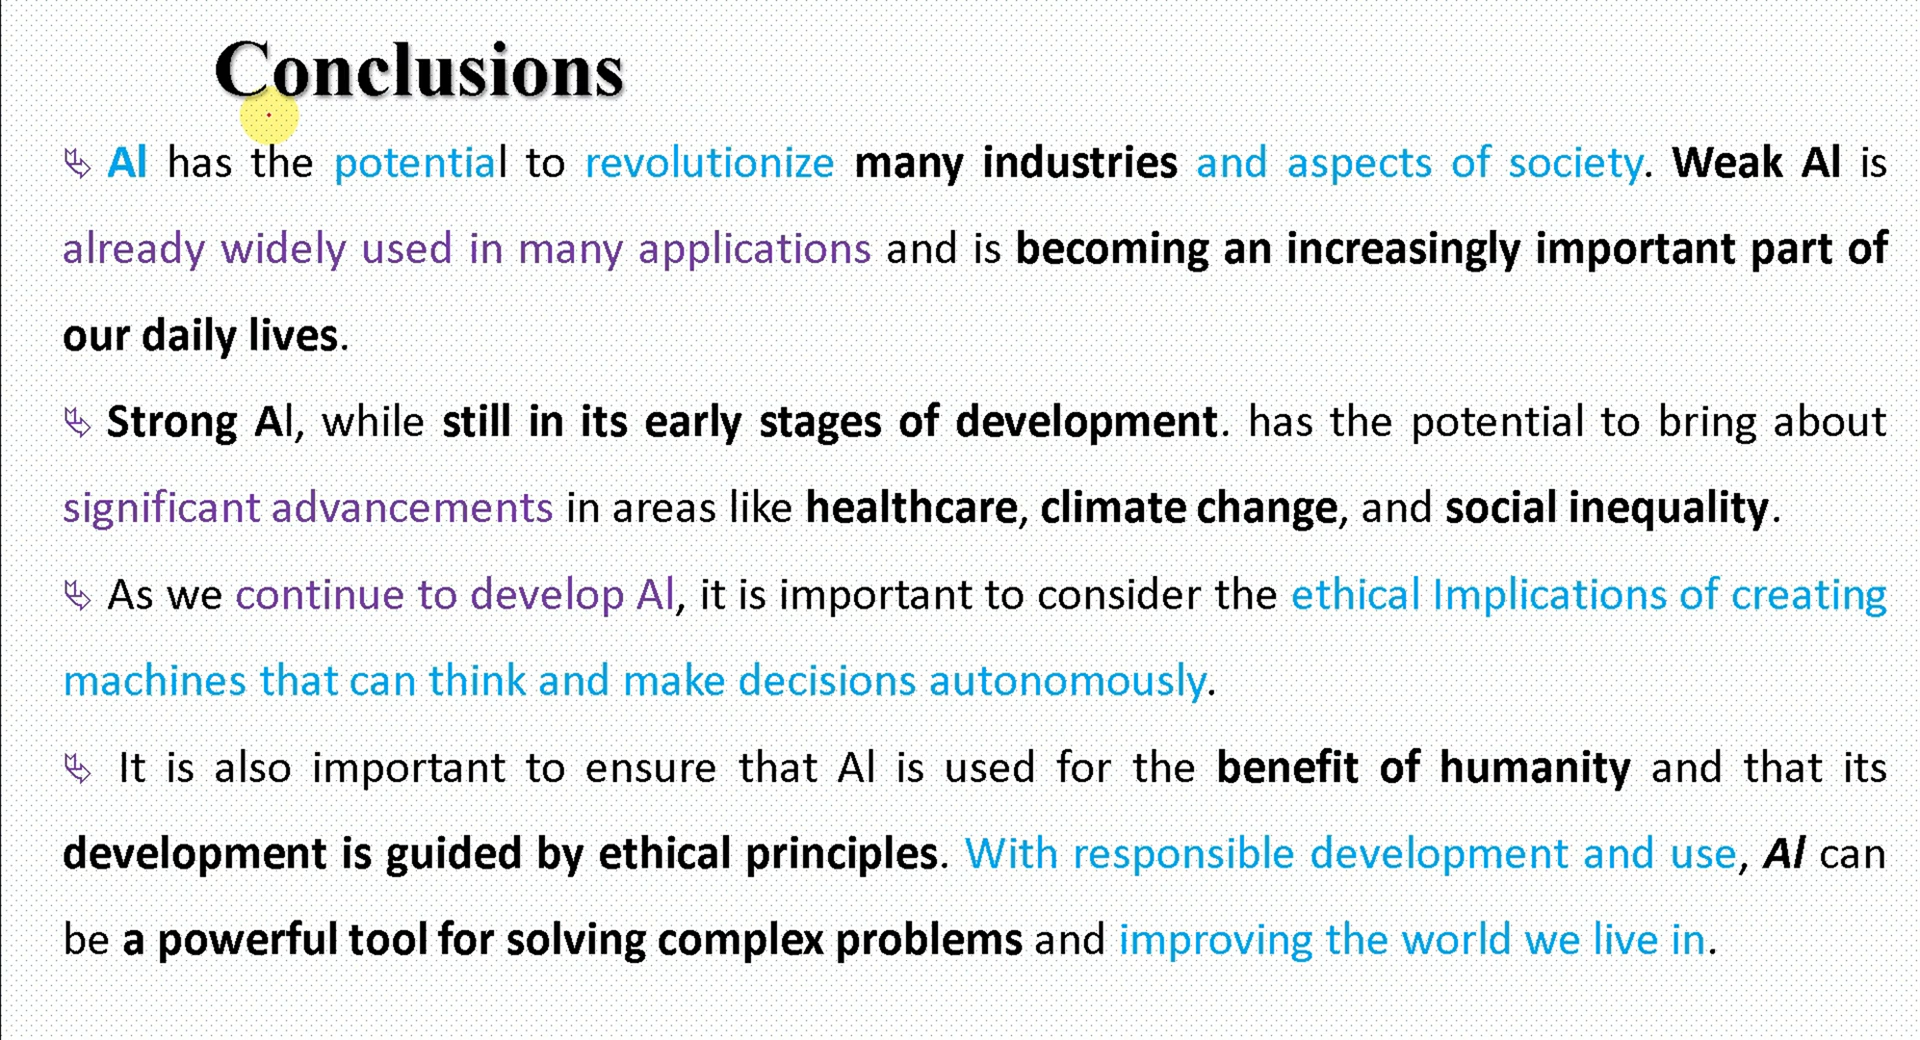 Conclusions
Al has the potential to revolutionize many industries and aspects of society. Weak Al is
already widely used in many applications and is becoming an increasingly important part of
our daily lives.
Strong Al, while still in its early stages of development. has the potential to bring about
significant advancements in areas like healthcare, climate change, and social inequality.
As we continue to develop Al, it is important to consider the ethical Implications of creating
machines that can think and make decisions autonomously.
It is also important to ensure that Al is used for the benefit of humanity and that its
development is guided by ethical principles. With responsible development and use, Al can
be a powerful tool for solving complex problems and improving the world we live in.